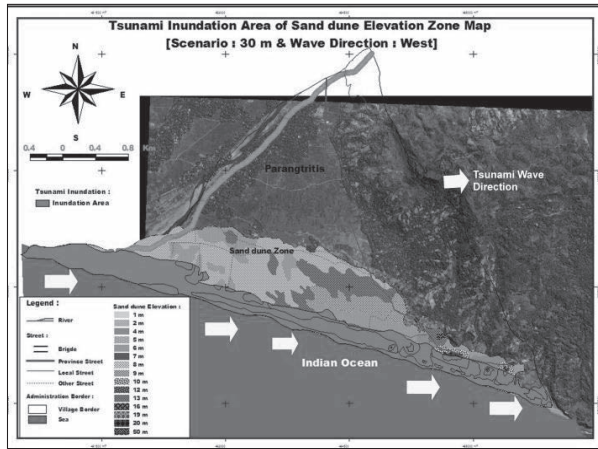 Tsunami Inundation Area of Sand dune Elevation Zone Map
[Scenario : 30 m & Wave Direction : West]
N
W
E
S
0.4
0
0.4
0.8
Km
Tsunami Inundation :
Inundation Area
Parangtritis
Tsunami Wave
Direction
Sand dune Zone
Indian Ocean
Legend :
River
Street :
Brigde
Province Street
Local Street
Other Street
Administration Border :
Village Border
Sea
Sand dune Elevation :
1 m
2 m
4 m
5 m
6 m
7 m
8 m
9 m
10 m
12 m
13 m
16 m
19 m
20 m
50 m